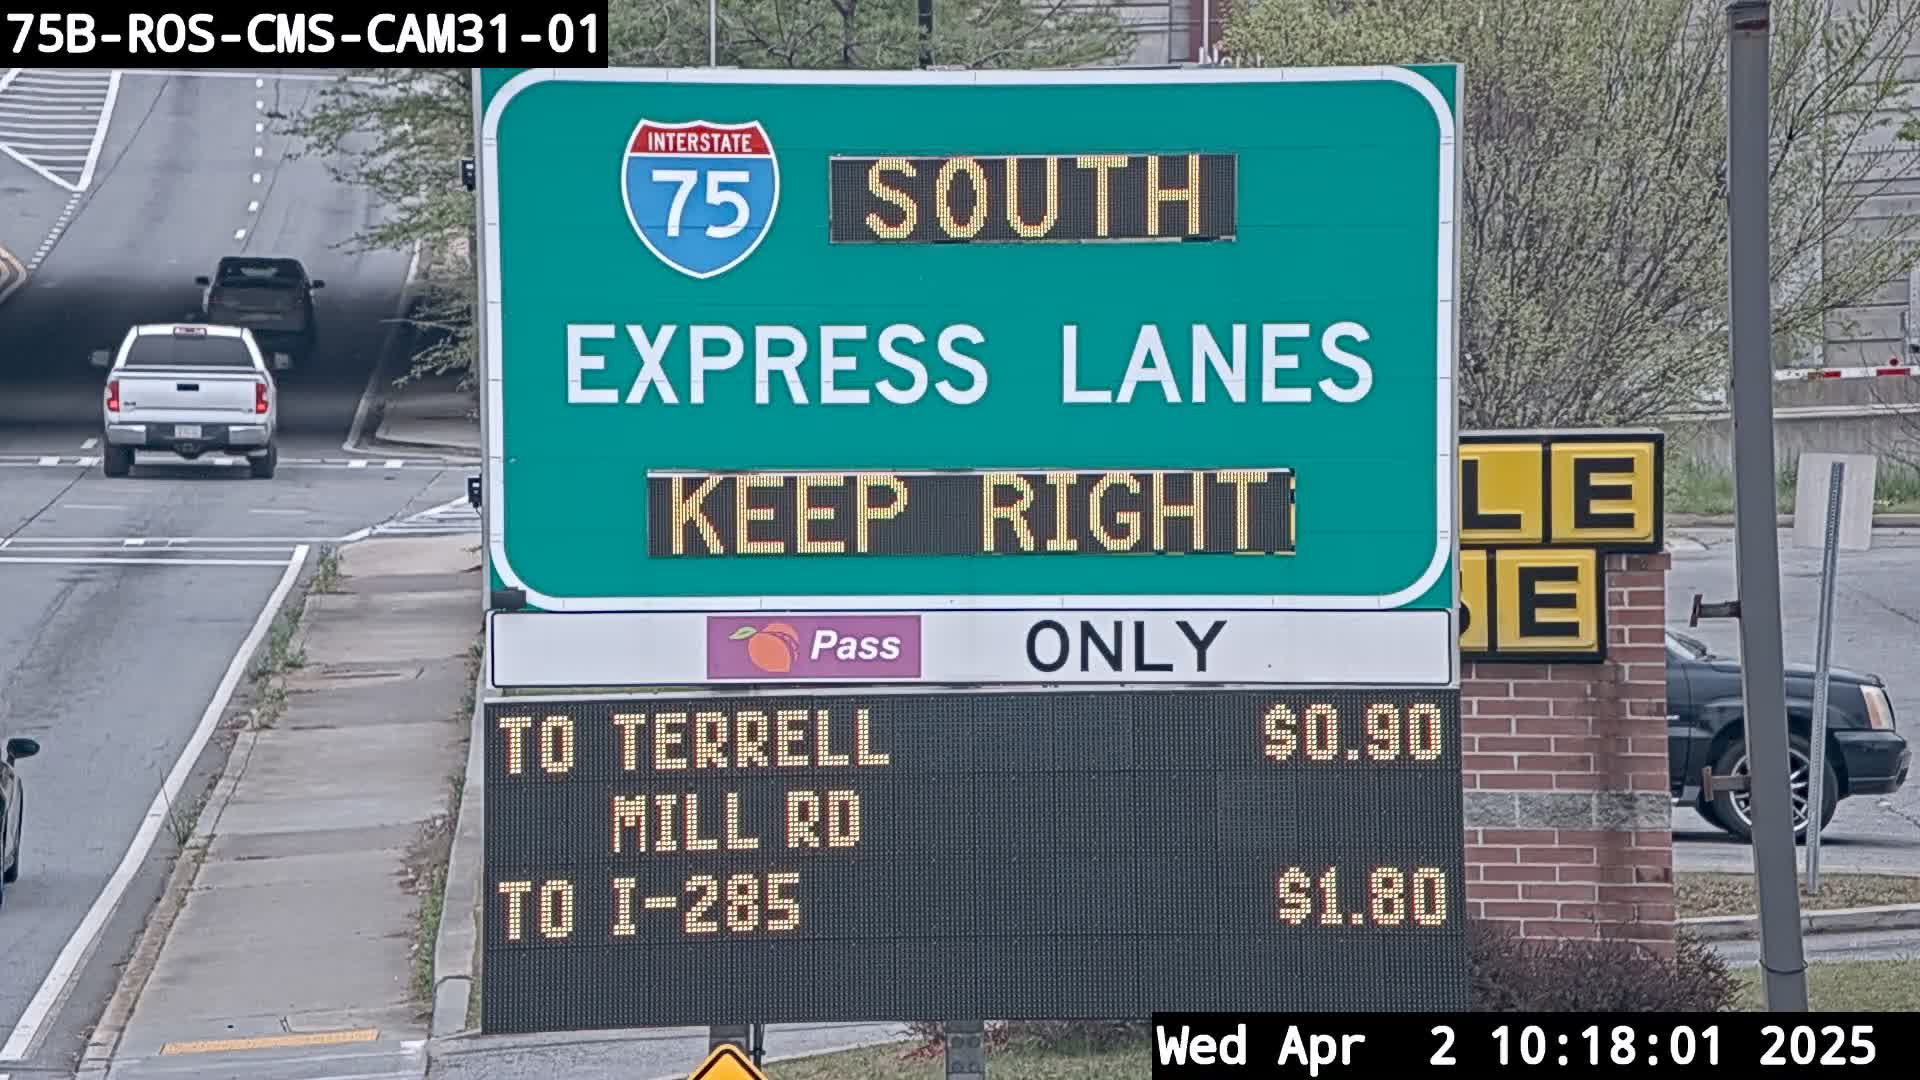 75B-ROS-CMS-CAM31-01
INTERSTATE
75
SOUTH
EXPRESS LANES
KEEP RIGHT
Pass ONLY
TO TERRELL $0.90
MILL RD
TO I-285 $1.80
LE
E
Wed Apr 2 10:18:01 2025